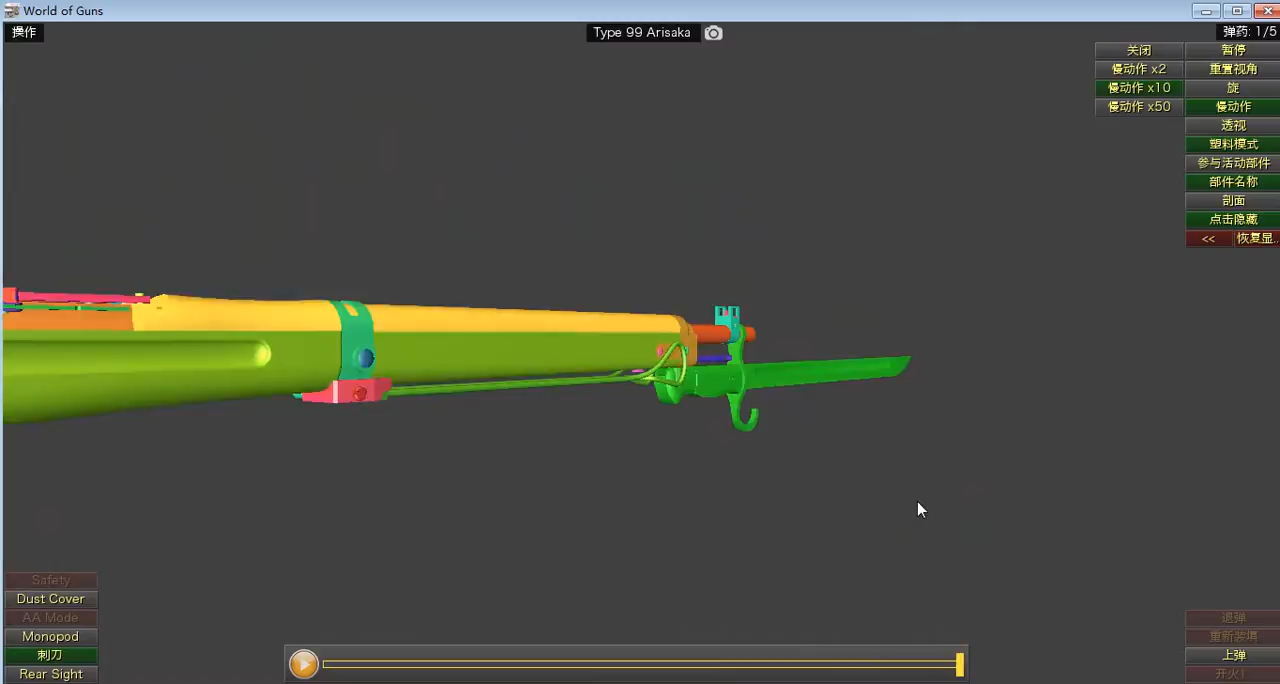 World of Guns
操作
Type 99 Arisaka
弹药: 1/5
关闭
暂停
慢动作 x2
重置视角
慢动作 x10
旋
慢动作 x50
慢动作
透视
塑料模式
参与活动部件
部件名称
剖面
点击隐藏
<<
恢复显..
Safety
Dust Cover
AA Mode
Monopod
刺刀
Rear Sight
退弹
重新装填
上弹
开火!